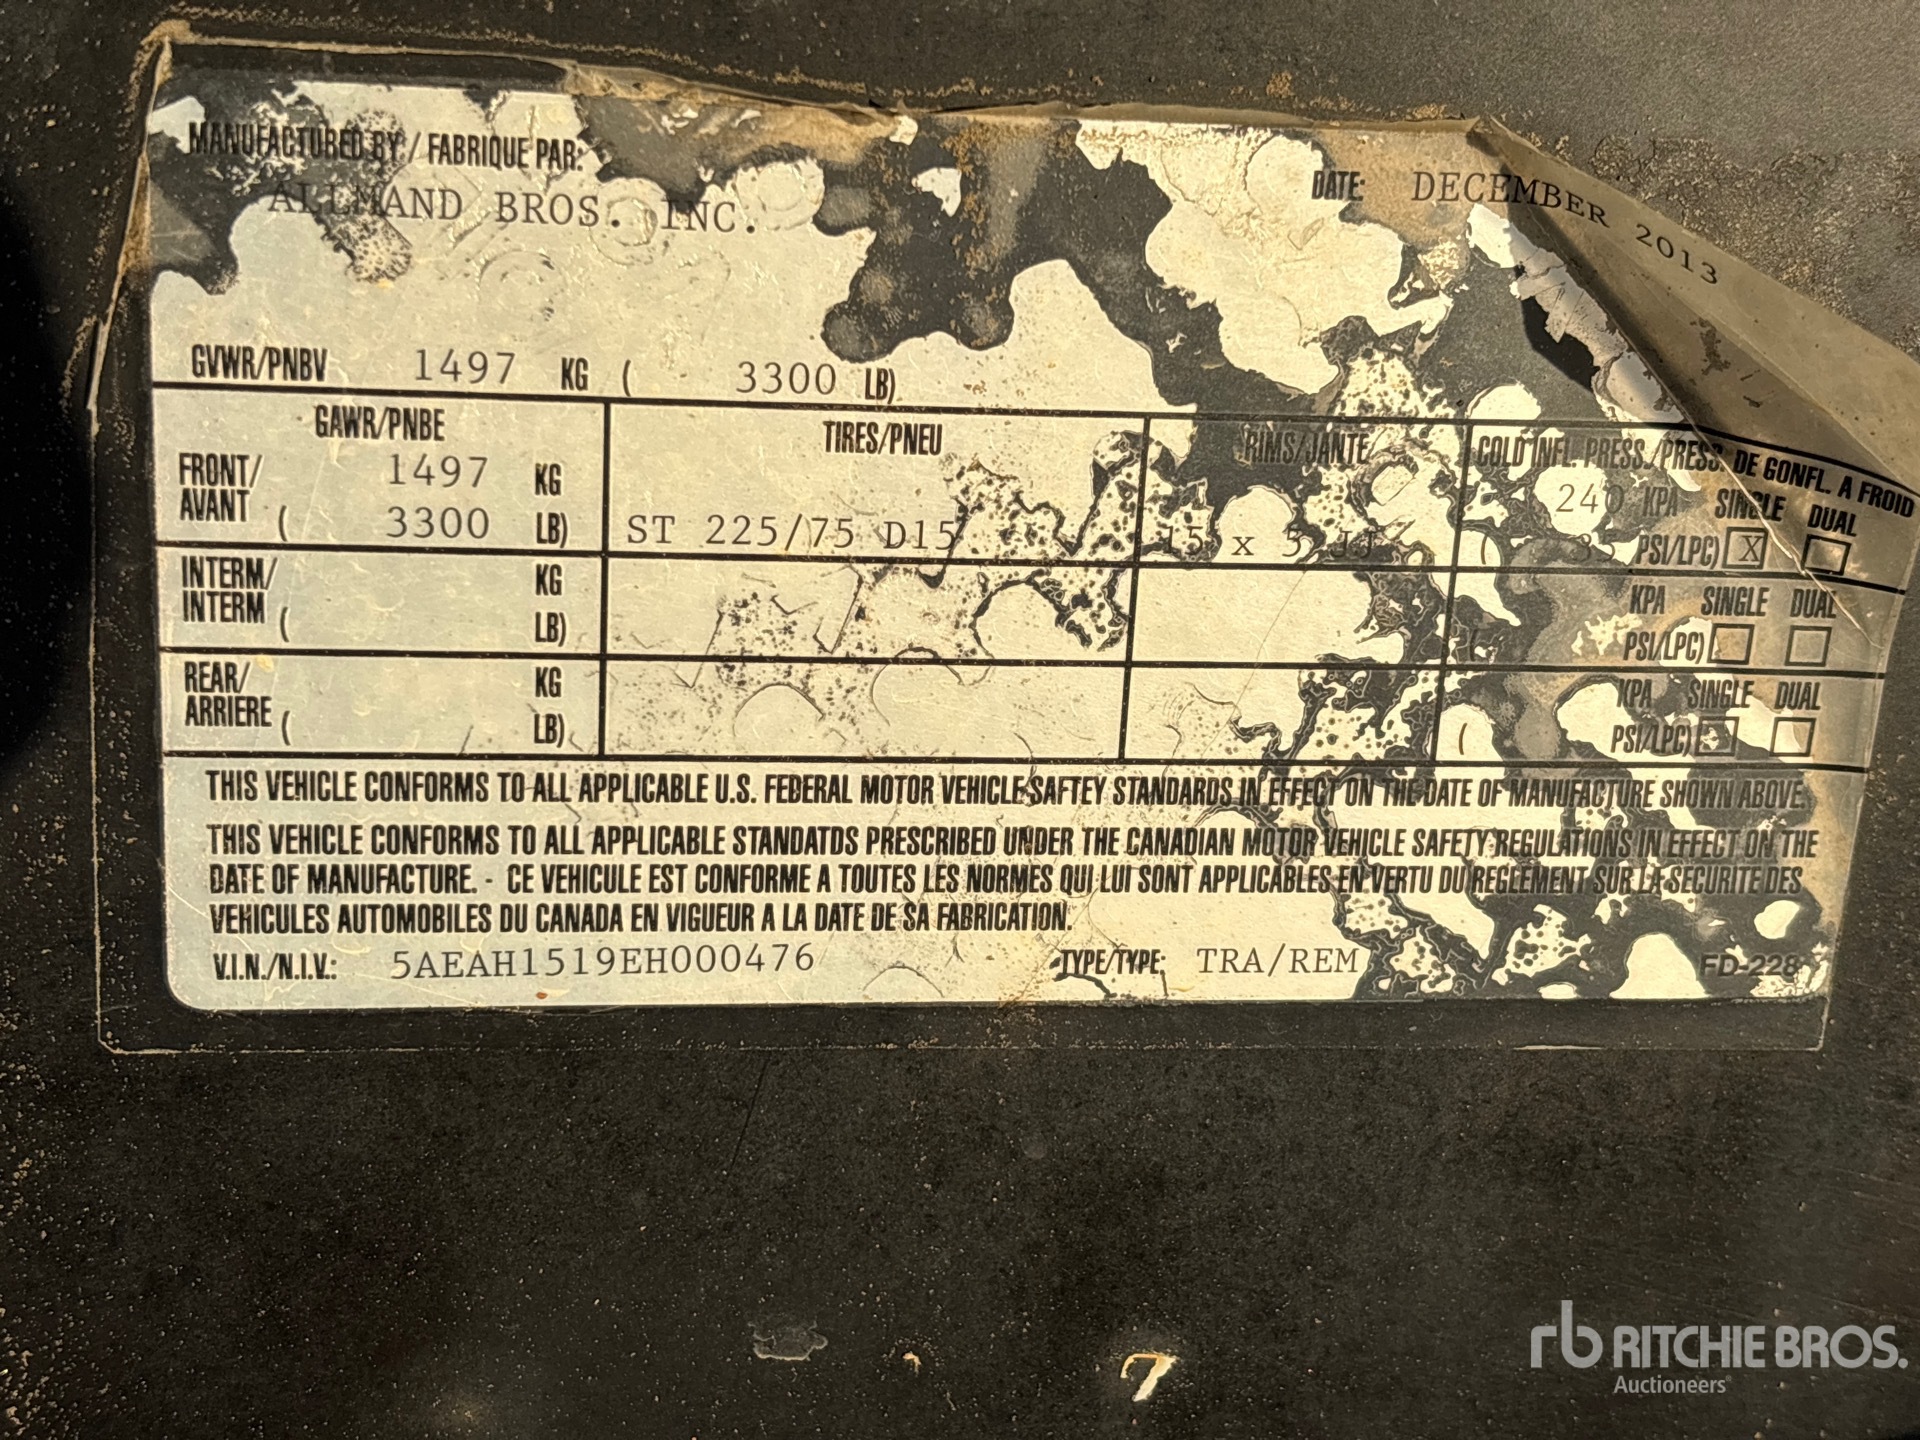 MANUFACTURED BY / FABRIQUE PAR:
ALLMAND BROS. INC.
DATE: DECEMBER 2013
GVWR/PNBV 1497 KG ( 3300 LB)
GAWR/PNBE TIRES/PNEU RIMS/JANTE COLD INFL. PRESS./PRESS. DE GONFL. A FROID
FRONT/ 1497 KG 240 KPA SINGLE DUAL
AVANT ( 3300 LB) ST 225/75 D15 15 x 5 JJ ( PSI/LPC) X
INTERM/ KG KPA SINGLE DUAL
INTERM ( LB) ( PSI/LPC)
REAR/ KG KPA SINGLE DUAL
ARRIERE ( LB) ( PSI/LPC)
THIS VEHICLE CONFORMS TO ALL APPLICABLE U.S. FEDERAL MOTOR VEHICLE SAFTEY STANDARDS IN EFFECT ON THE DATE OF MANUFACTURE SHOWN ABOVE.
THIS VEHICLE CONFORMS TO ALL APPLICABLE STANDATDS PRESCRIBED UNDER THE CANADIAN MOTOR VEHICLE SAFETY REGULATIONS IN EFFECT ON THE
DATE OF MANUFACTURE. - CE VEHICULE EST CONFORME A TOUTES LES NORMES QUI LUI SONT APPLICABLES EN VERTU DU REGLEMENT SUR LA SECURITE DES
VEHICULES AUTOMOBILES DU CANADA EN VIGUEUR A LA DATE DE SA FABRICATION.
V.I.N./N.I.V.: 5AEAH1519EH000476 TYPE/TYPE: TRA/REM FD-228
rb RITCHIE BROS.
Auctioneers